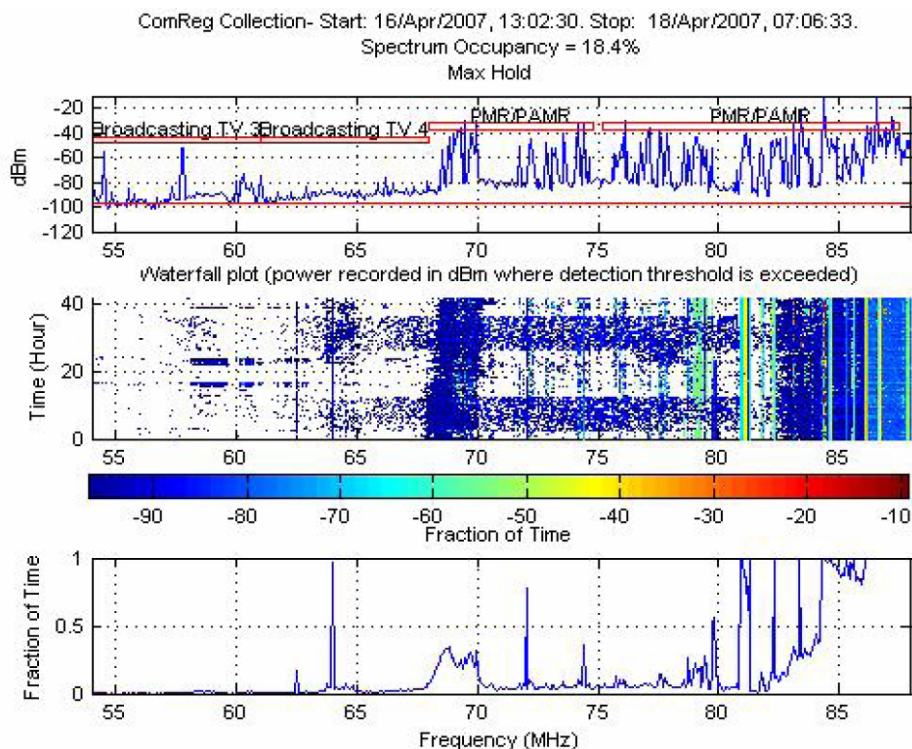 ComReg Collection- Start: 16/Apr/2007, 13:02:30. Stop: 18/Apr/2007, 07:06:33.
Spectrum Occupancy = 18.4%
Max Hold
-20
-40
-60
-80
-100
-120
dBm
Broadcasting TV 3 Broadcasting TV 4
PMR/PAMR
PMR/PAMR
55 60 65 70 75 80 85
Waterfall plot (power recorded in dBm where detection threshold is exceeded)
40
20
0
Time (Hour)
55 60 65 70 75 80 85
-90 -80 -70 -60 -50 -40 -30 -20 -10
Fraction of Time
1
0.5
0
Fraction of Time
55 60 65 70 75 80 85
Frequency (MHz)